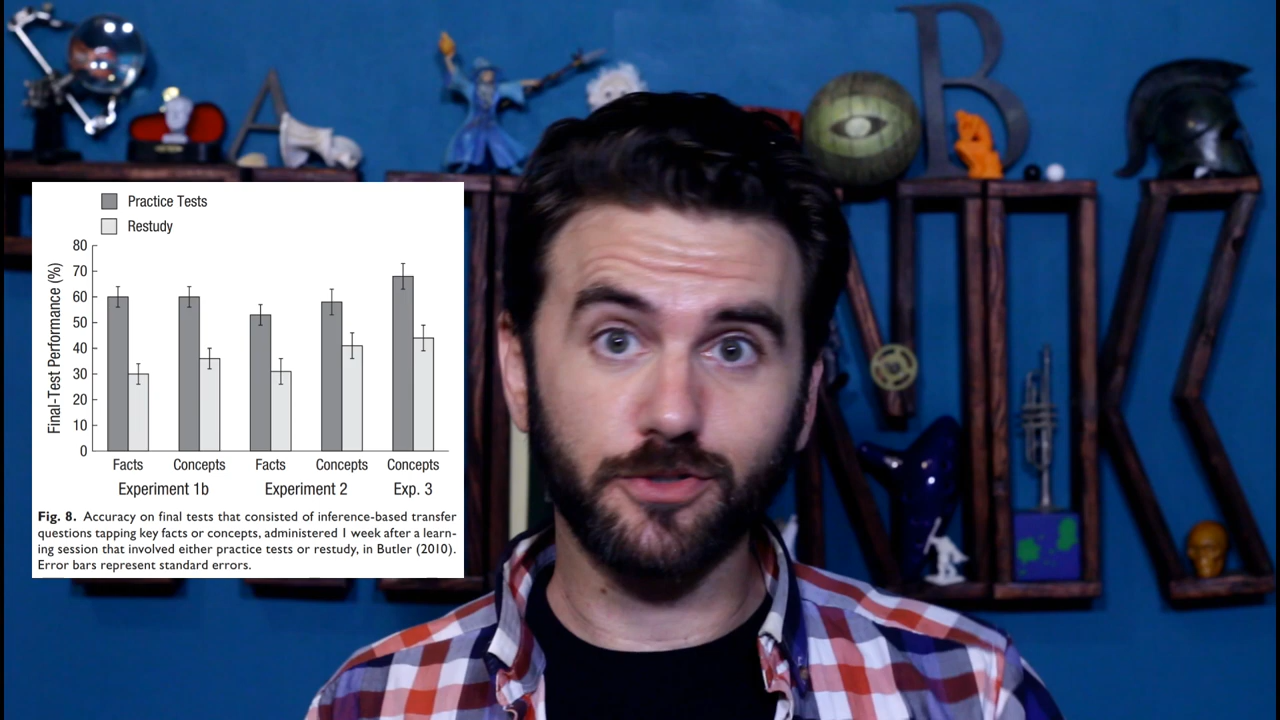 Practice Tests
Restudy
80
70
60
50
40
30
20
10
0
Final-Test Performance (%)
Facts Concepts Facts Concepts Concepts
Experiment 1b Experiment 2 Exp. 3
Fig. 8. Accuracy on final tests that consisted of inference-based transfer
questions tapping key facts or concepts, administered 1 week after a learn-
ing session that involved either practice tests or restudy, in Butler (2010).
Error bars represent standard errors.
A
B